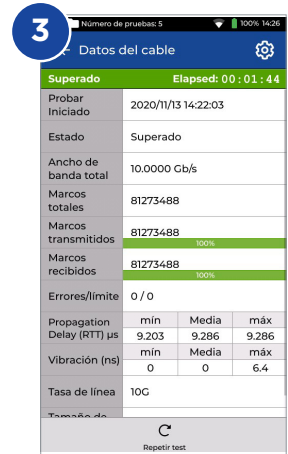 3
Número de pruebas: 5 100% 14:26
← Datos del cable
Superado Elapsed: 00:01:44
Probar Iniciado 2020/11/13 14:22:03
Estado Superado
Ancho de banda total 10.0000 Gb/s
Marcos totales 81273488
Marcos transmitidos 81273488
100%
Marcos recibidos 81273488
100%
Errores/límite 0 / 0
Propagation Delay (RTT) µs mín Media máx
9.203 9.286 9.286
Vibración (ns) mín Media máx
0 0 6.4
Tasa de línea 10G
Tamaño de
Repetir test